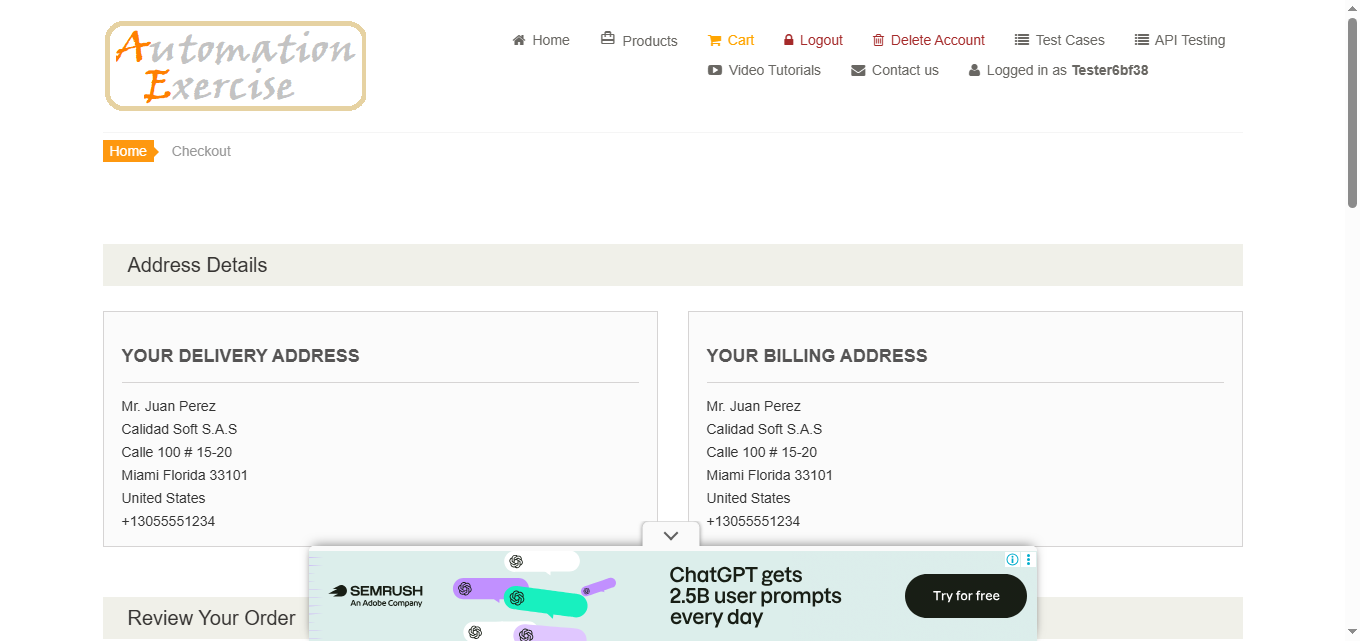 Automation
Exercise
Home
Products
Cart
Logout
Delete Account
Test Cases
API Testing
Video Tutorials
Contact us
Logged in as Tester6bf38
Home
Checkout
Address Details
YOUR DELIVERY ADDRESS
Mr. Juan Perez
Calidad Soft S.A.S
Calle 100 # 15-20
Miami Florida 33101
United States
+13055551234
YOUR BILLING ADDRESS
Mr. Juan Perez
Calidad Soft S.A.S
Calle 100 # 15-20
Miami Florida 33101
United States
+13055551234
Review Your Order
SEMRUSH
An Adobe Company
ChatGPT gets
2.5B user prompts
every day
Try for free